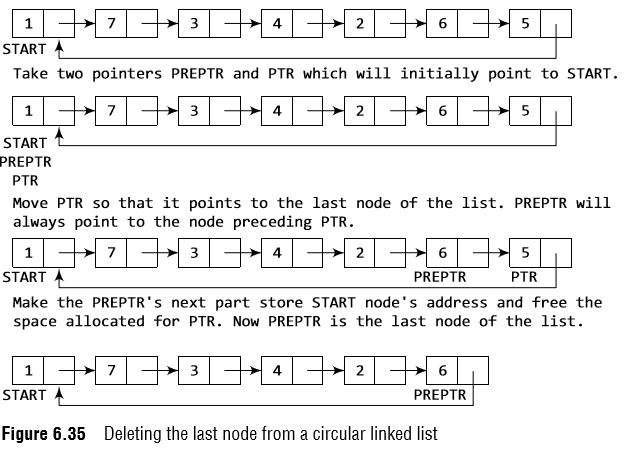 1 7 3 4 2 6 5
START
Take two pointers PREPTR and PTR which will initially point to START.
1 7 3 4 2 6 5
START
PREPTR
PTR
Move PTR so that it points to the last node of the list. PREPTR will
always point to the node preceding PTR.
1 7 3 4 2 6 5
START PREPTR PTR
Make the PREPTR's next part store START node's address and free the
space allocated for PTR. Now PREPTR is the last node of the list.
1 7 3 4 2 6
START PREPTR
Figure 6.35 Deleting the last node from a circular linked list